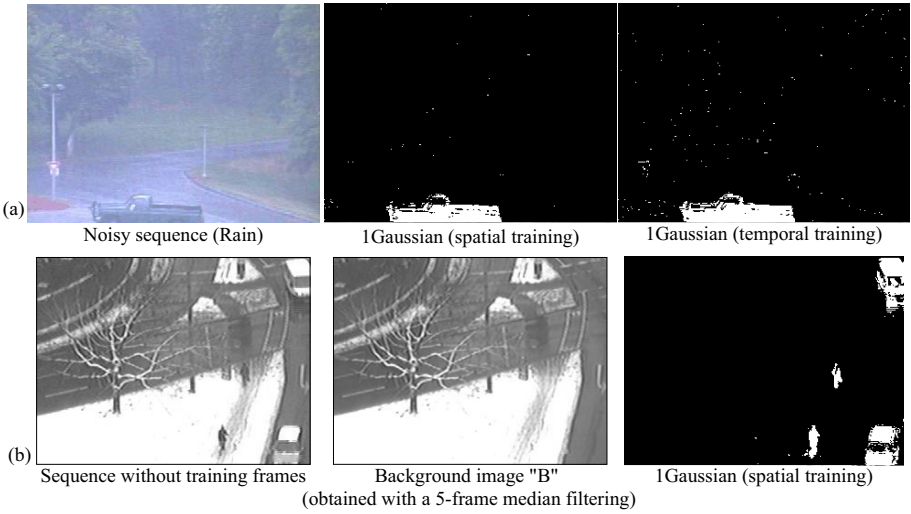 (a)
Noisy sequence (Rain)
1Gaussian (spatial training)
1Gaussian (temporal training)
(b)
Sequence without training frames
Background image "B"
(obtained with a 5-frame median filtering)
1Gaussian (spatial training)